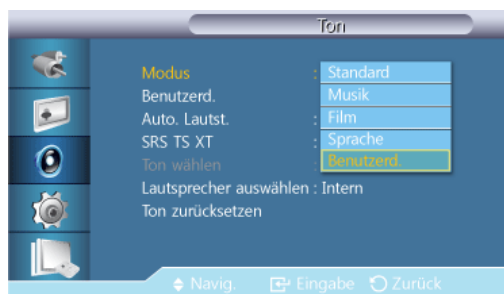 Ton
Modus : Standard
Benutzerd. Musik
Auto. Lautst. : Film
SRS TS XT : Sprache
Ton wählen : Benutzerd.
Lautsprecher auswählen : Intern
Ton zurücksetzen
Navig. Eingabe Zurück